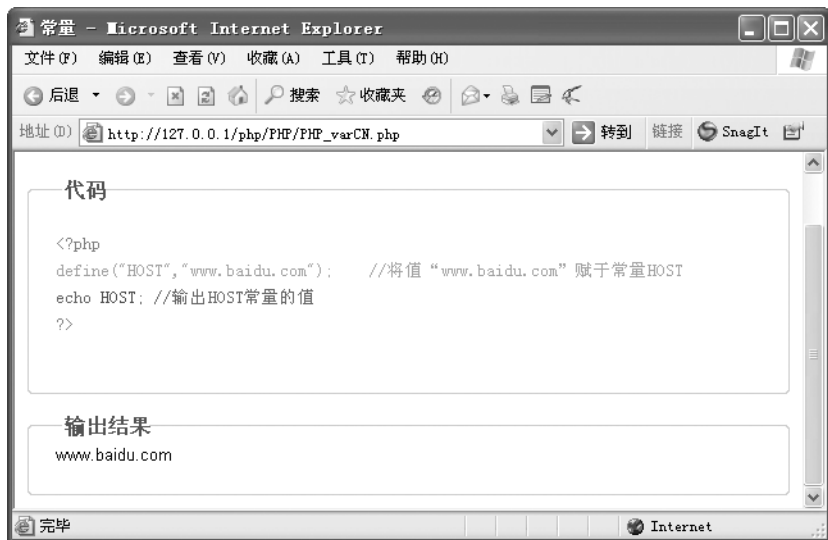 常量 - Microsoft Internet Explorer
文件(F) 编辑(E) 查看(V) 收藏(A) 工具(T) 帮助(H)
后退 搜索 收藏夹
地址(D) http://127.0.0.1/php/PHP/PHP_varCN.php 转到 链接 SnagIt
代码
<?php
define("HOST","www.baidu.com"); //将值“www.baidu.com”赋于常量HOST
echo HOST; //输出HOST常量的值
?>
输出结果
www.baidu.com
完毕 Internet